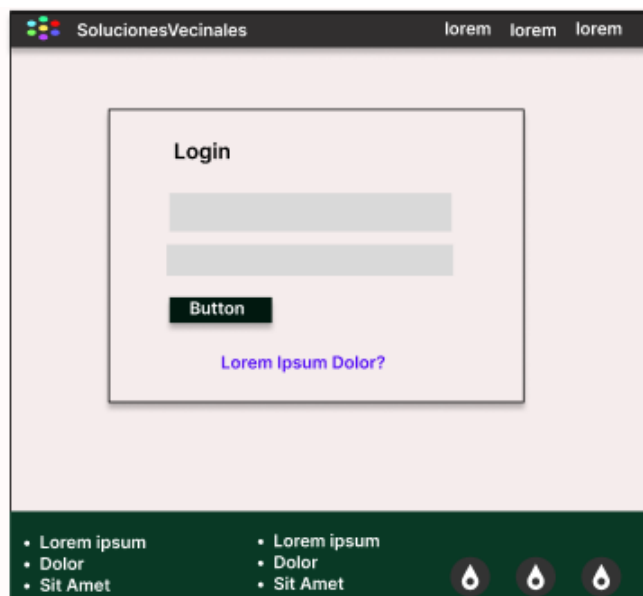 SolucionesVecinales lorem lorem lorem
Login
Button
Lorem Ipsum Dolor?
• Lorem ipsum
• Dolor
• Sit Amet
• Lorem ipsum
• Dolor
• Sit Amet